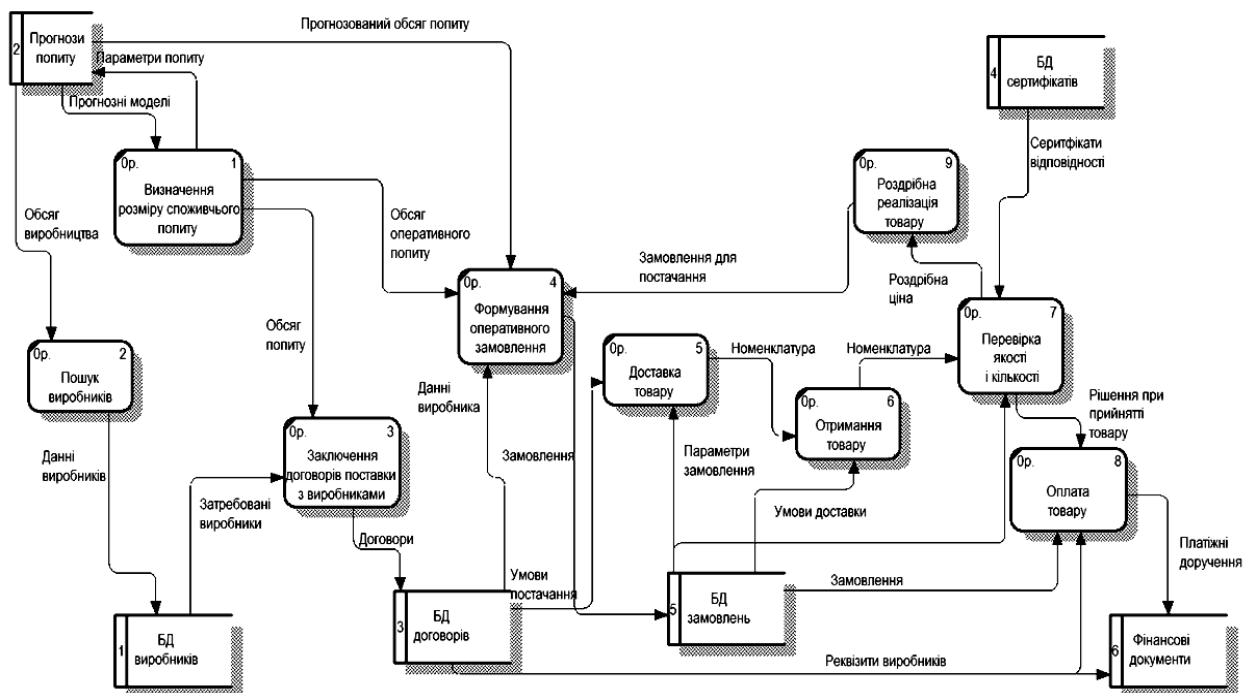 2
Прогнози
попиту
Прогнозований обсяг попиту
Параметри попиту
Прогнозні моделі
4
БД
сертифікатів
Серитфікати
відповідності
0р.
1
Визначення
розміру споживчього
попиту
0р.
9
Роздрібна
реалізація
товару
Обсяг
виробництва
Обсяг
оперативного
попиту
Замовлення для
постачання
Роздрібна
ціна
0р.
4
Формування
оперативного
замовлення
0р.
7
Перевірка
якості
і кількості
Обсяг
попиту
0р.
2
Пошук
виробників
0р.
5
Доставка
товару
Номенклатура
Номенклатура
Данні
виробника
0р.
6
Отримання
товару
Рішення при
прийнятті
товару
0р.
3
Заключення
договорів поставки
з виробниками
Данні
виробників
Замовлення
Параметри
замовлення
0р.
8
Оплата
товару
Затребовані
виробники
Умови доставки
Договори
Платіжні
доручення
Умови
постачання
Замовлення
1
БД
виробників
3
БД
договорів
5
БД
замовлень
6
Фінансові
документи
Реквізити виробників